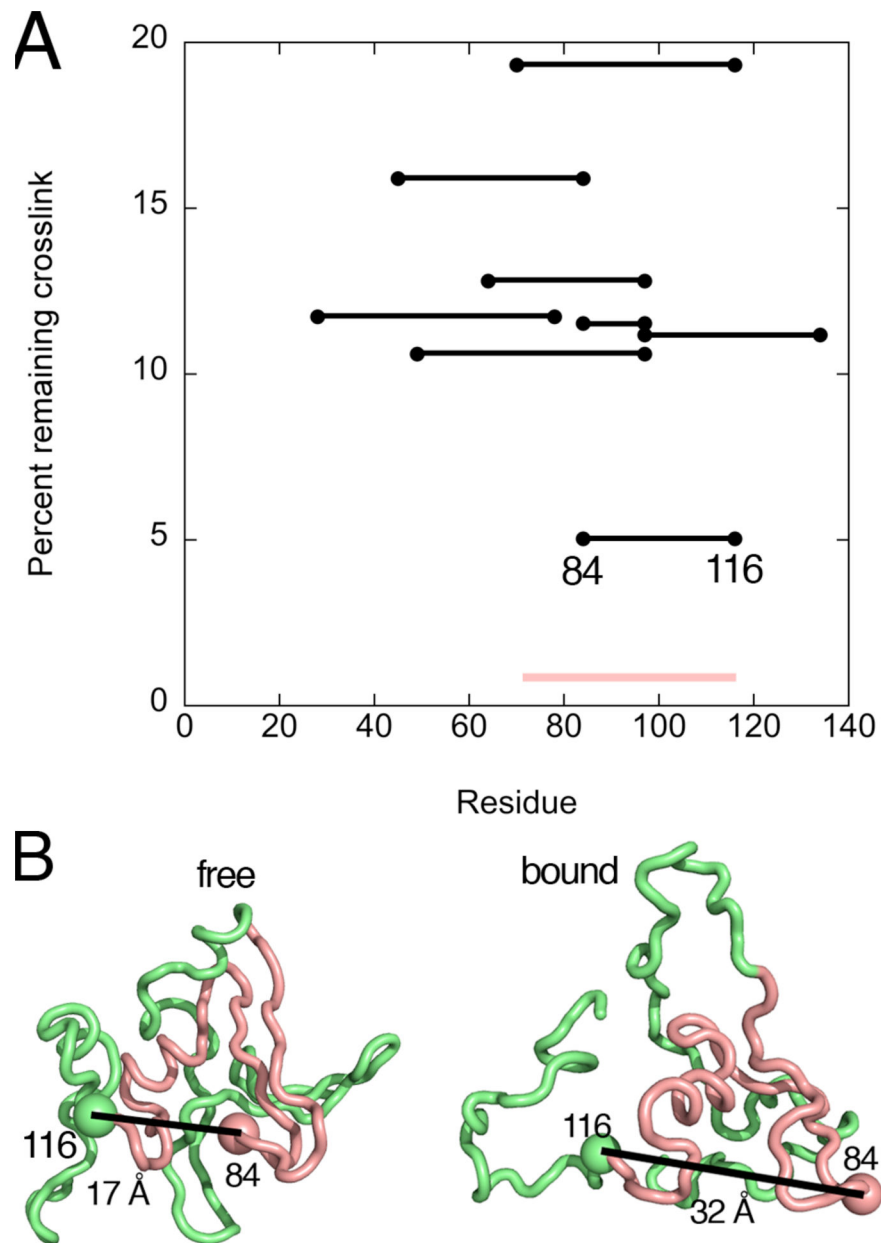 A
Percent remaining crosslink
20
15
10
5
0
84 116
0 20 40 60 80 100 120 140
Residue
B
free
bound
116
84
17 Å
116
84
32 Å